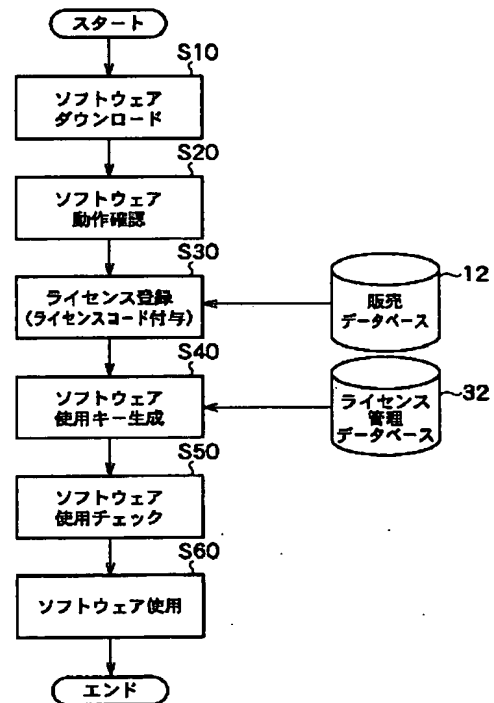 スタート
S10
ソフトウェア
ダウンロード
S20
ソフトウェア
動作確認
S30
ライセンス登録
(ライセンスコード付与)
販売
データベース
12
S40
ソフトウェア
使用キー生成
ライセンス
管理
データベース
32
S50
ソフトウェア
使用チェック
S60
ソフトウェア使用
エンド